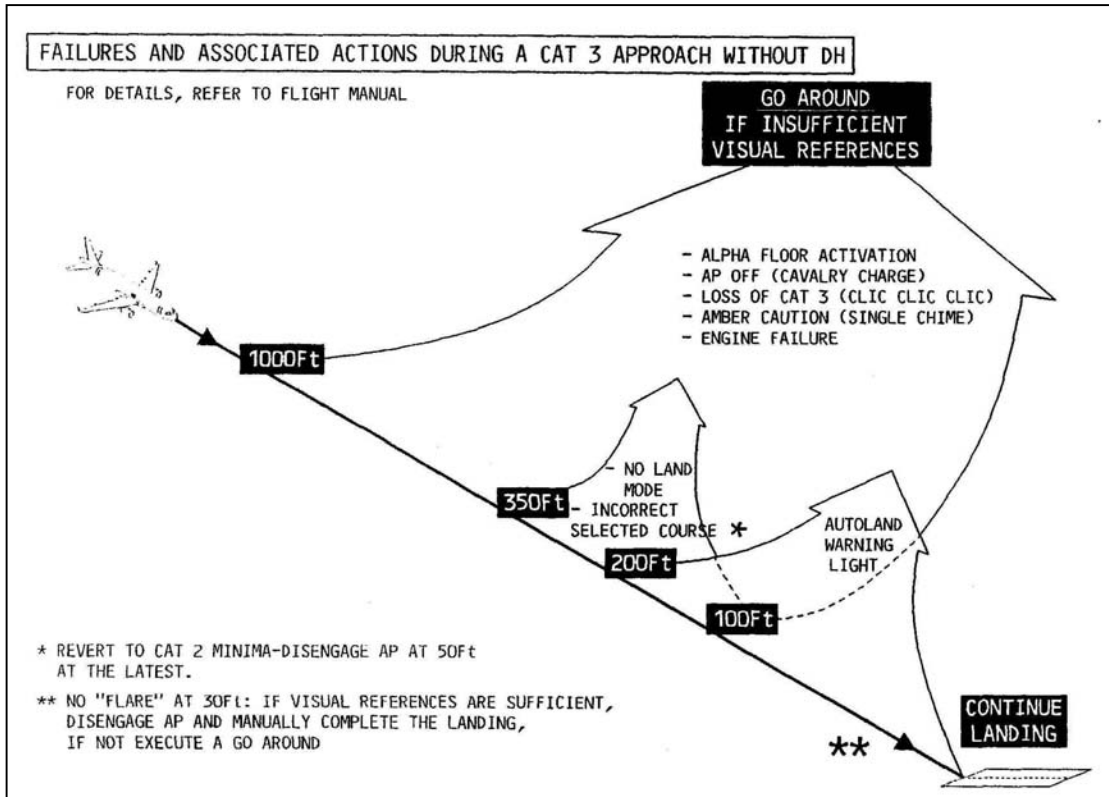 FAILURES AND ASSOCIATED ACTIONS DURING A CAT 3 APPROACH WITHOUT DH
FOR DETAILS, REFER TO FLIGHT MANUAL
GO AROUND
IF INSUFFICIENT
VISUAL REFERENCES
- ALPHA FLOOR ACTIVATION
- AP OFF (CAVALRY CHARGE)
- LOSS OF CAT 3 (CLIC CLIC CLIC)
- AMBER CAUTION (SINGLE CHIME)
- ENGINE FAILURE
1000Ft
350Ft
- NO LAND
MODE
- INCORRECT
SELECTED COURSE *
200Ft
AUTOLAND
WARNING
LIGHT
100Ft
* REVERT TO CAT 2 MINIMA-DISENGAGE AP AT 50Ft
AT THE LATEST.
** NO "FLARE" AT 30Ft: IF VISUAL REFERENCES ARE SUFFICIENT,
DISENGAGE AP AND MANUALLY COMPLETE THE LANDING,
IF NOT EXECUTE A GO AROUND
CONTINUE
LANDING
**